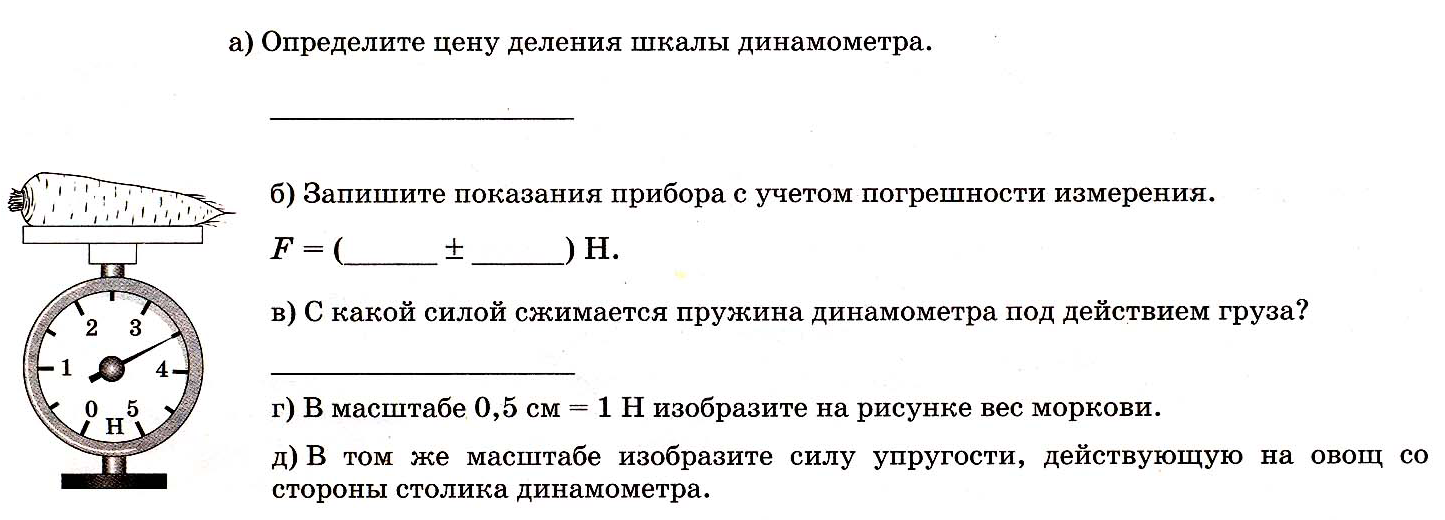 а) Определите цену деления шкалы динамометра.
б) Запишите показания прибора с учетом погрешности измерения.
F = (_____ ± _____) Н.
в) С какой силой сжимается пружина динамометра под действием груза?
г) В масштабе 0,5 см = 1 Н изобразите на рисунке вес моркови.
д) В том же масштабе изобразите силу упругости, действующую на овощ со
стороны столика динамометра.
2 3
1 4
0 5
Н